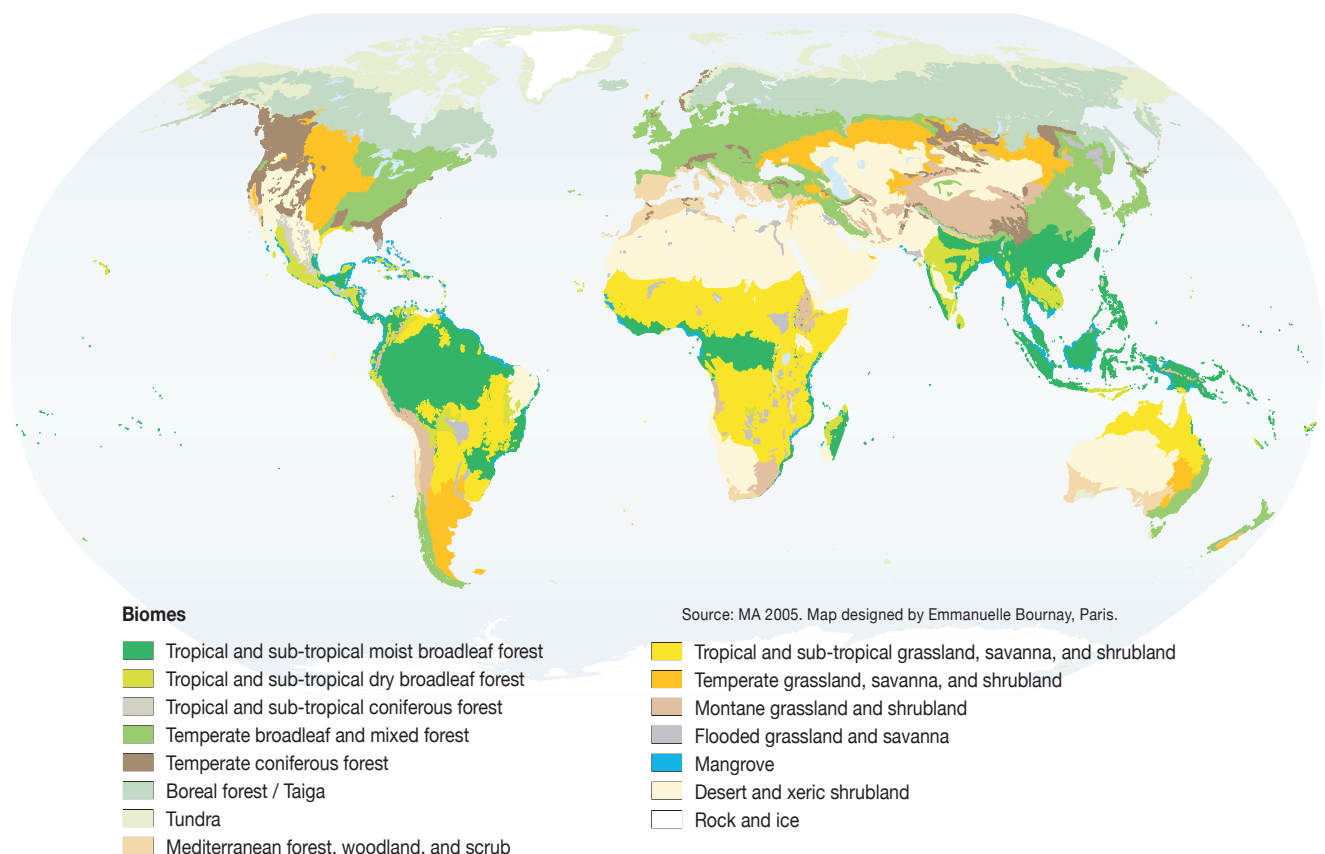 Biomes
Tropical and sub-tropical moist broadleaf forest
Tropical and sub-tropical dry broadleaf forest
Tropical and sub-tropical coniferous forest
Temperate broadleaf and mixed forest
Temperate coniferous forest
Boreal forest / Taiga
Tundra
Mediterranean forest, woodland, and scrub
Source: MA 2005. Map designed by Emmanuelle Bournay, Paris.
Tropical and sub-tropical grassland, savanna, and shrubland
Temperate grassland, savanna, and shrubland
Montane grassland and shrubland
Flooded grassland and savanna
Mangrove
Desert and xeric shrubland
Rock and ice